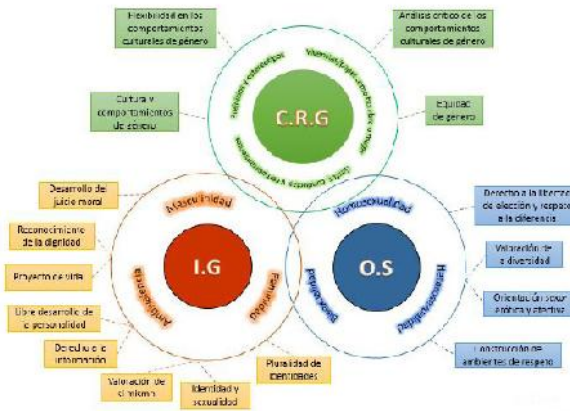 Flexibilidad en los
comportamientos
culturales de género
Análisis crítico de los
comportamientos
culturales de género
Cultura y
comportamientos
de género
Equidad
de género
C.R.G
Desarrollo del
juicio moral
Reconocimiento
de la dignidad
Proyecto de vida
Libre desarrollo de
la personalidad
Derecho a la
información
Valoración de
sí mismo
Identidad y
sexualidad
Pluralidad de
identidades
Masculinidad
Feminidad
I.G
Homosexualidad
Heterosexualidad
O.S
Derecho a la libertad
de elección y respeto
a la diferencia
Valoración de
la diversidad
Orientación sexual
erótica y afectiva
Construcción de
ambientes de respeto